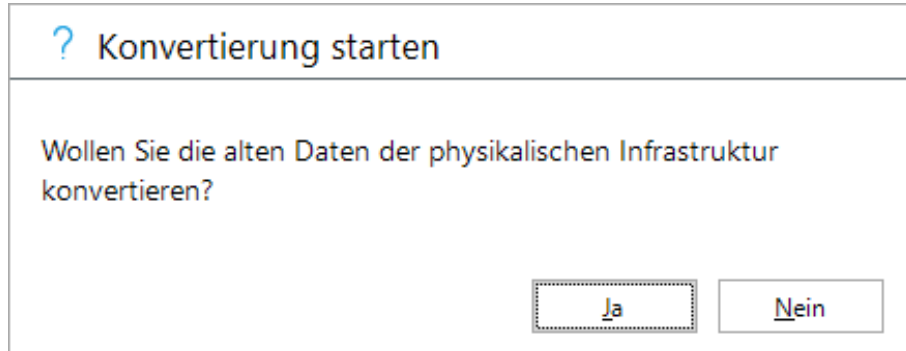 ? Konvertierung starten
Wollen Sie die alten Daten der physikalischen Infrastruktur
konvertieren?
Ja Nein